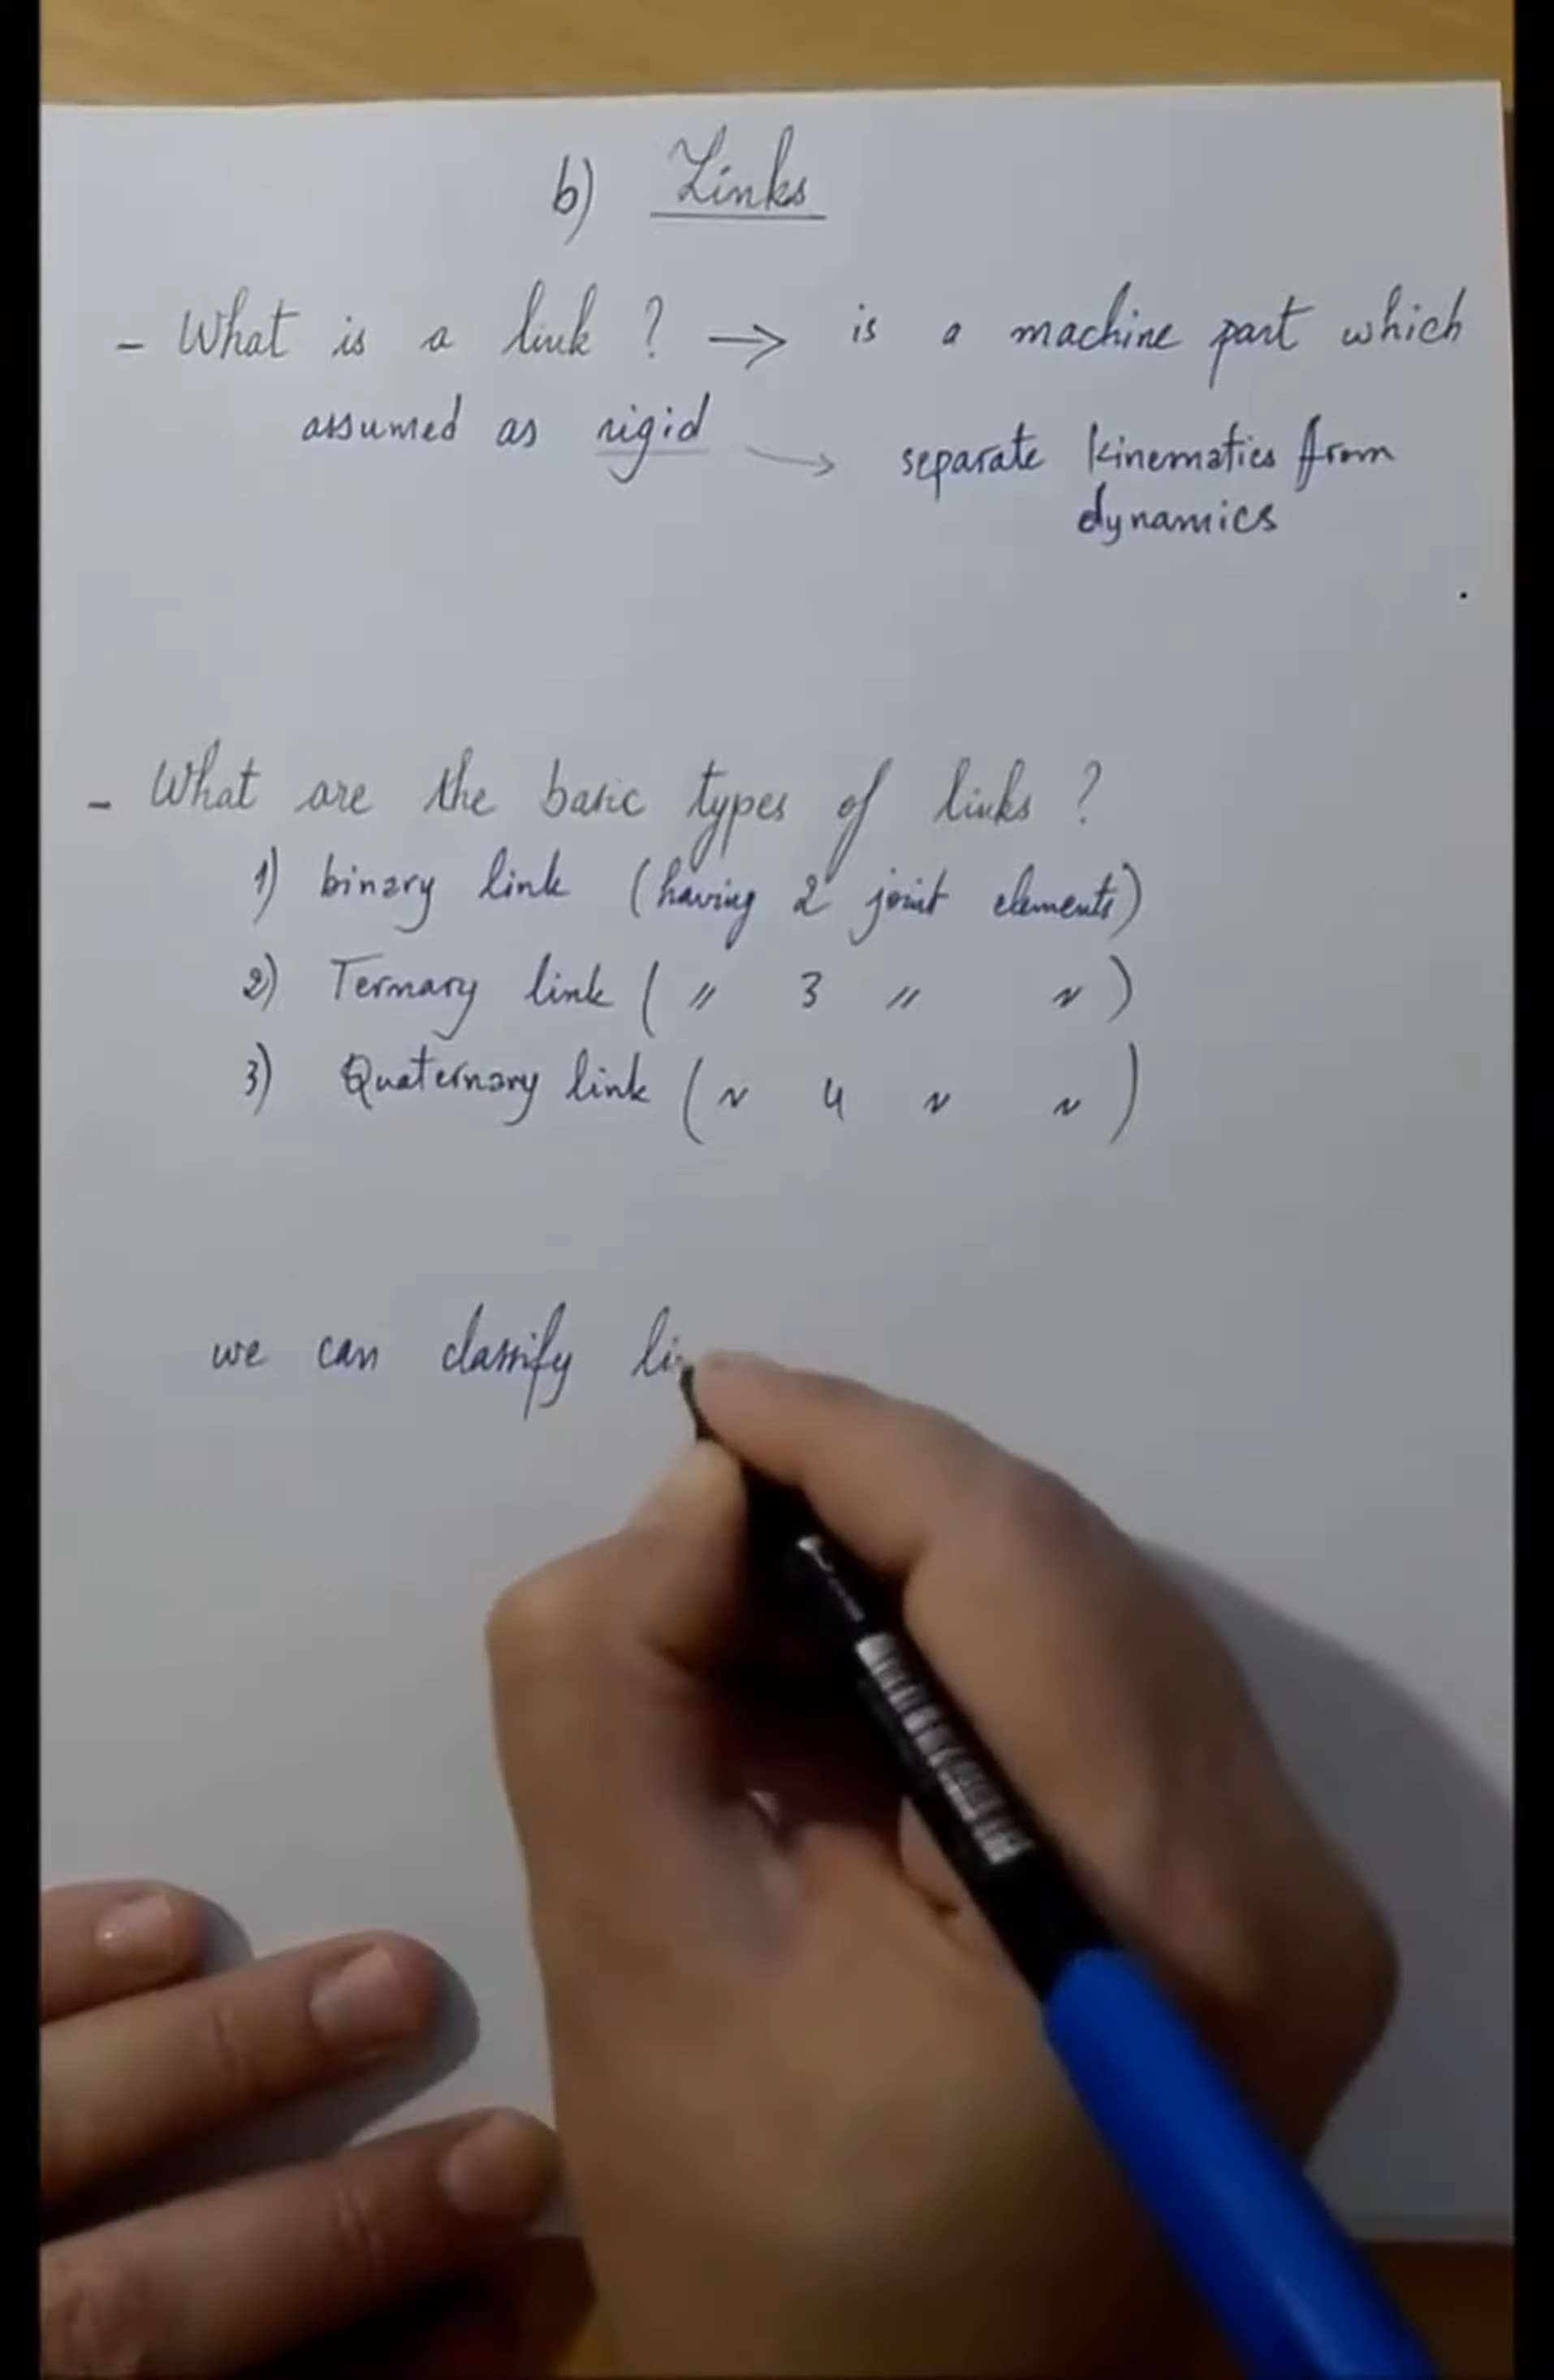 b) Links
- What is a link ? → is a machine part which
assumed as rigid → separate kinematics from
dynamics
- What are the basic types of links ?
1) binary link (having 2 joint elements)
2) Ternary link ( 〃 3 〃 〃 )
3) Quaternary link ( 〃 4 〃 〃 )
we can classify li